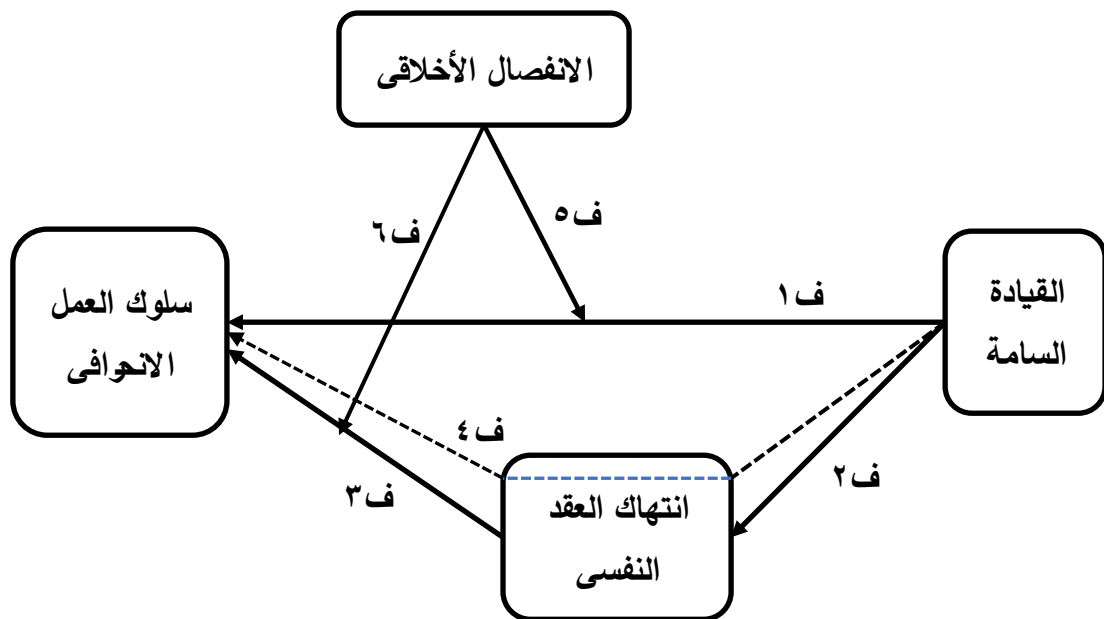 الانفصال الأخلاقى
ف٥
ف٦
القيادة
السامة
ف١
سلوك العمل
الانحرافى
ف٤
ف٢
ف٣
انتهاك العقد
النفسى